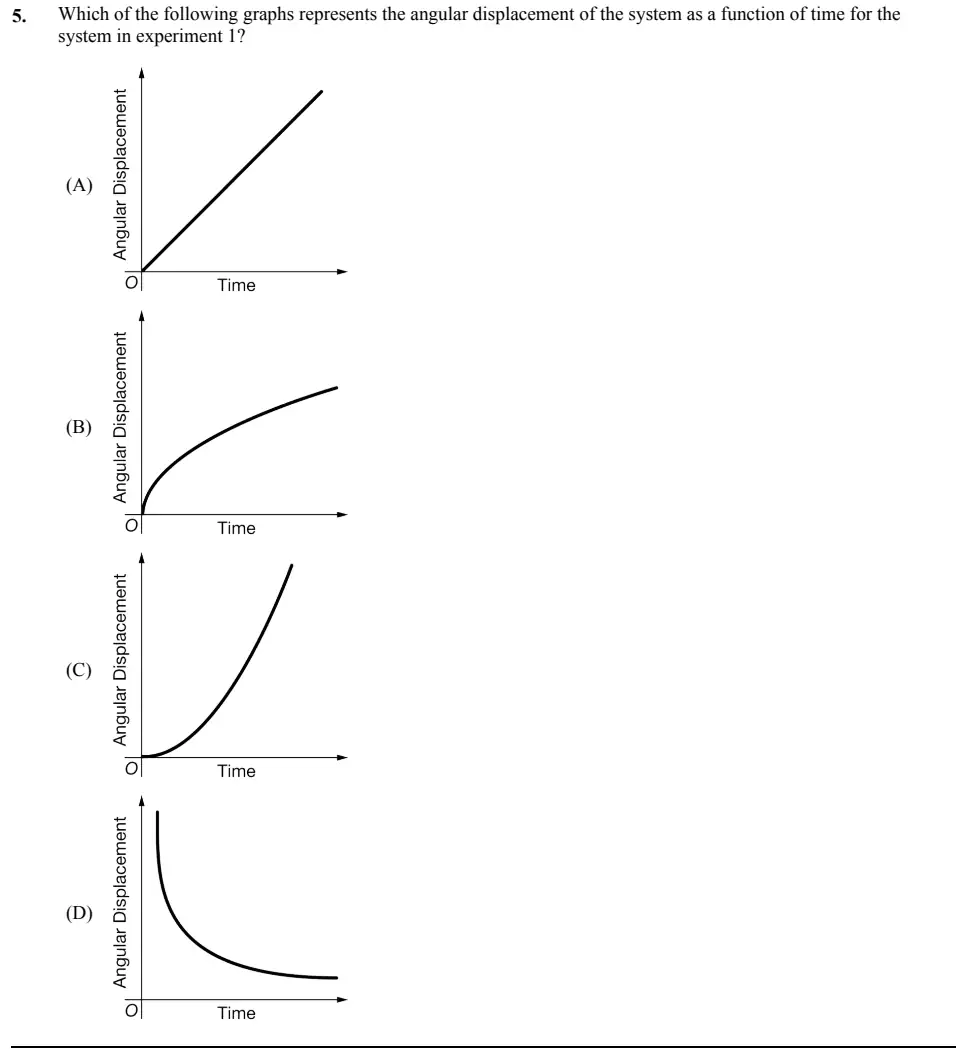 5. Which of the following graphs represents the angular displacement of the system as a function of time for the
system in experiment 1?
(A)
Angular Displacement
O
Time
(B)
Angular Displacement
O
Time
(C)
Angular Displacement
O
Time
(D)
Angular Displacement
O
Time